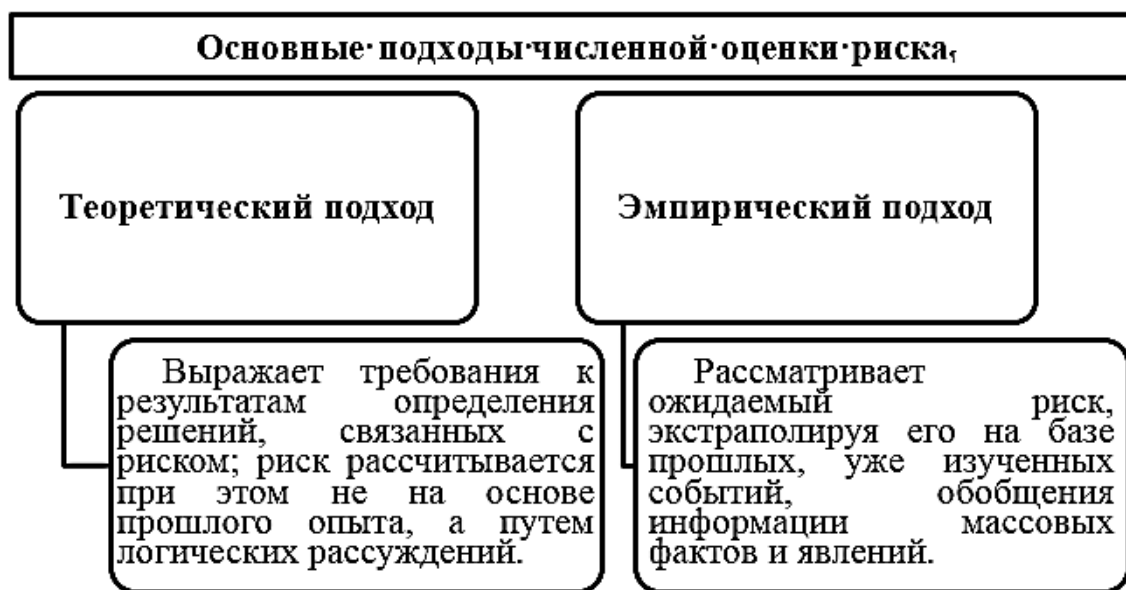 Основные·подходы·численной·оценки·риска¶
Теоретический подход
Эмпирический подход
Выражает требования к
результатам определения
решений, связанных с
риском; риск рассчитывается
при этом не на основе
прошлого опыта, а путем
логических рассуждений.
Рассматривает
ожидаемый риск,
экстраполируя его на базе
прошлых, уже изученных
событий, обобщения
информации массовых
фактов и явлений.